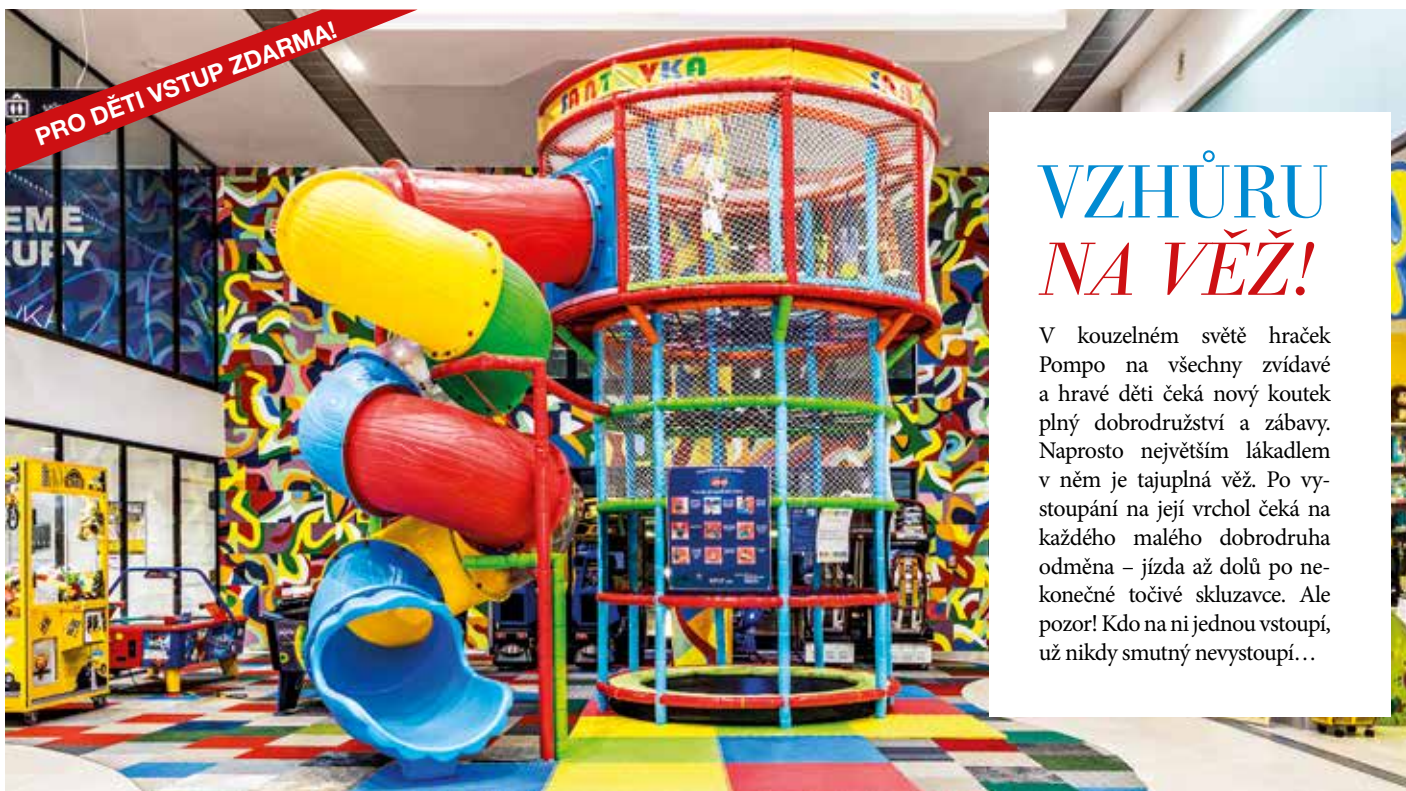 PRO DĚTI VSTUP ZDARMA!
ŠANTOVKA
EME
KUPY
VZHŮRU
NA VĚŽ!
V kouzelném světě hraček
Pompo na všechny zvídavé
a hravé děti čeká nový koutek
plný dobrodružství a zábavy.
Naprosto největším lákadlem
v něm je tajuplná věž. Po vy-
stoupání na její vrchol čeká na
každého malého dobrodruha
odměna – jízda až dolů po ne-
konečné točivé skluzavce. Ale
pozor! Kdo na ni jednou vstoupí,
už nikdy smutný nevystoupí…